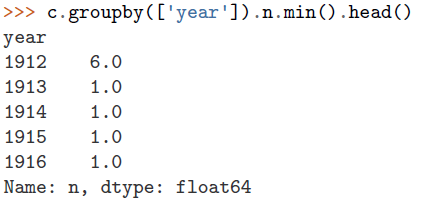 >>> c.groupby(['year']).n.min().head()
year
1912    6.0
1913    1.0
1914    1.0
1915    1.0
1916    1.0
Name: n, dtype: float64